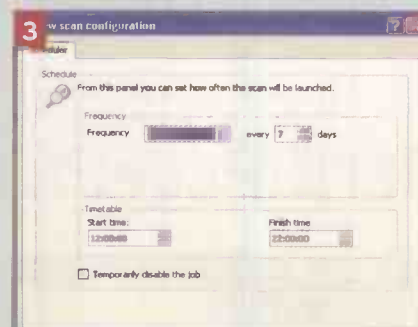 3
w scan configuration
Schedule
From this panel you can set how often the scan will be launched.
Frequency
Frequency every 7 days
Timetable
Start time: Finish time
12:00:00 22:00:00
Temporarily disable the job